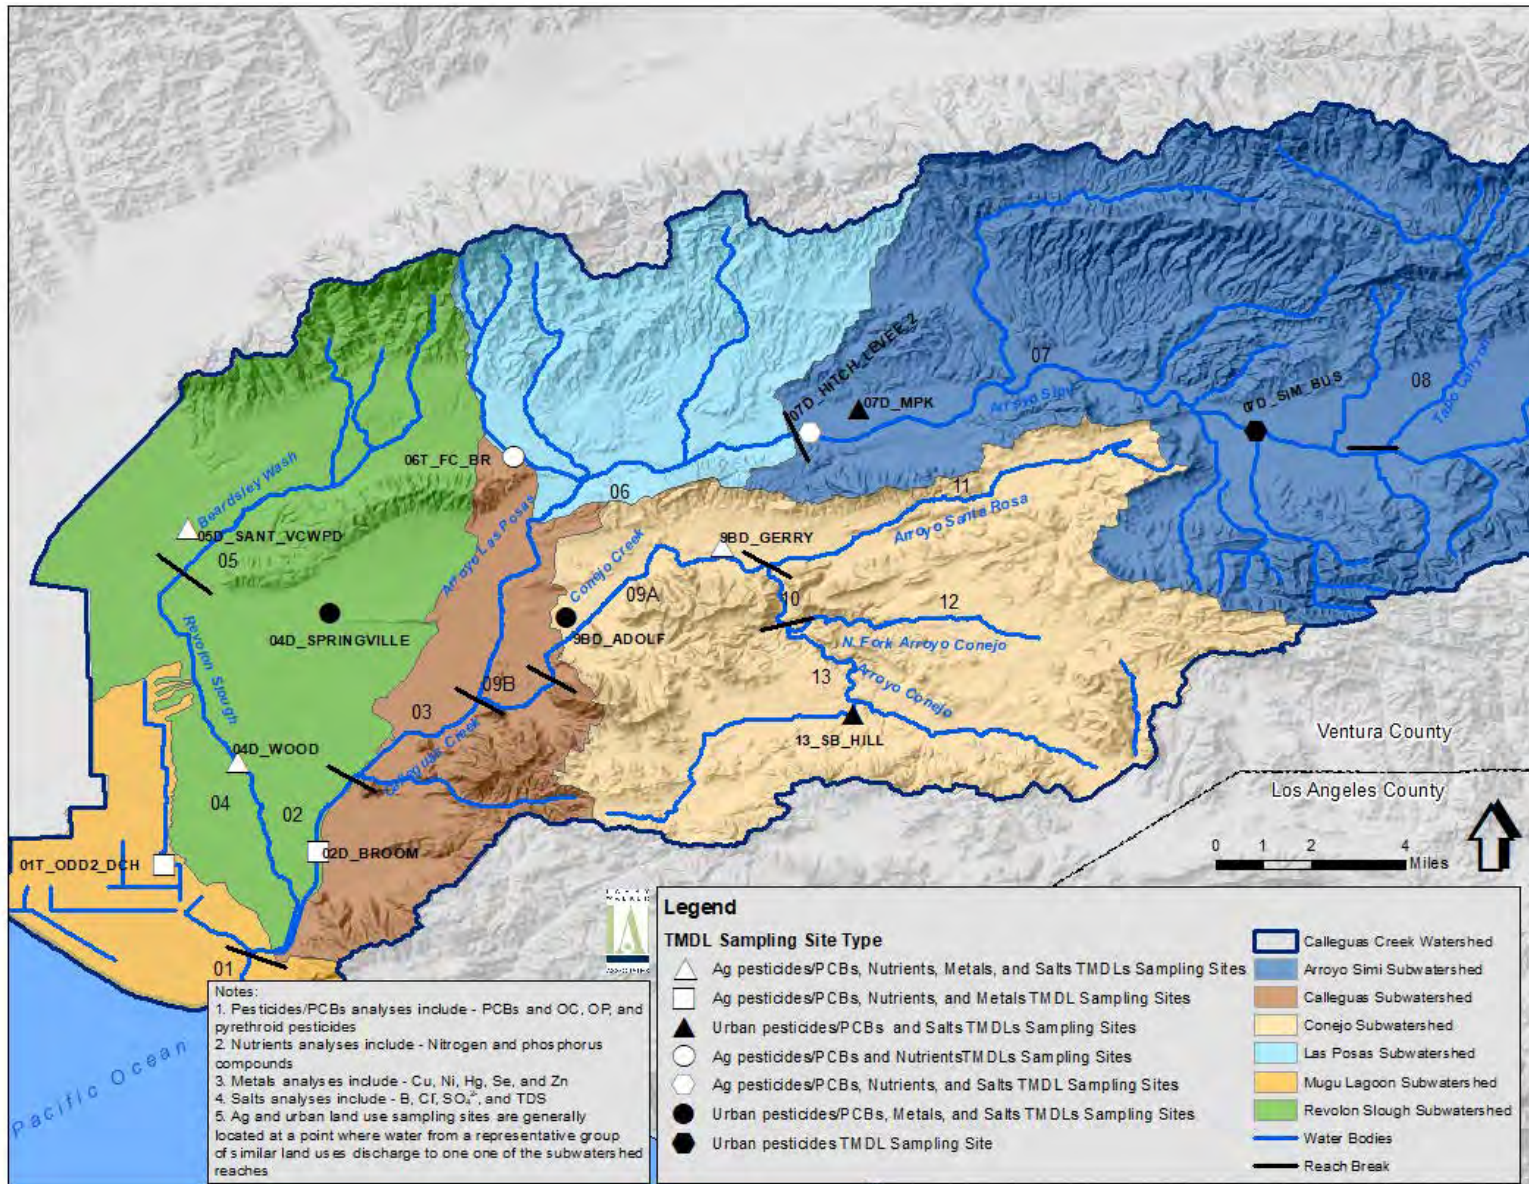 07
08
07D_HITCH_LEVEE_2
07D_MPK
Arroyo Simi
07D_SIM_BUS
Tapo Canyon
06T_FC_BR
06
11
Arroyo Santa Rosa
Beardsley Wash
05D_SANT_VCWPD
05
Arroyo Las Posas
Conejo Creek
9BD_GERRY
09A
10
12
04D_SPRINGVILLE
9BD_ADOLF
N. Fork Arroyo Conejo
Revolon Slough
09B
13
Arroyo Conejo
03
13_SB_HILL
04D_WOOD
Calleguas Creek
04
02
01T_ODD2_DCH
02D_BROOM
01
Pacific Ocean
Ventura County
Los Angeles County
0 1 2 4
Miles
LARRY
WALKER
ASSOCIATES
Notes:
1. Pesticides/PCBs analyses include - PCBs and OC, OP, and
pyrethroid pesticides
2. Nutrients analyses include - Nitrogen and phosphorus
compounds
3. Metals analyses include - Cu, Ni, Hg, Se, and Zn
4. Salts analyses include - B, Cl⁻, SO₄²⁻, and TDS
5. Ag and urban land use sampling sites are generally
located at a point where water from a representative group
of similar land uses discharge to one one of the subwatershed
reaches
Legend
TMDL Sampling Site Type
Ag pesticides/PCBs, Nutrients, Metals, and Salts TMDLs Sampling Sites
Ag pesticides/PCBs, Nutrients, and Metals TMDL Sampling Sites
Urban pesticides/PCBs and Salts TMDLs Sampling Sites
Ag pesticides/PCBs and NutrientsTMDLs Sampling Sites
Ag pesticides/PCBs, Nutrients, and Salts TMDL Sampling Sites
Urban pesticides/PCBs, Metals, and Salts TMDLs Sampling Sites
Urban pesticides TMDL Sampling Site
Calleguas Creek Watershed
Arroyo Simi Subwatershed
Calleguas Subwatershed
Conejo Subwatershed
Las Posas Subwatershed
Mugu Lagoon Subwatershed
Revolon Slough Subwatershed
Water Bodies
Reach Break